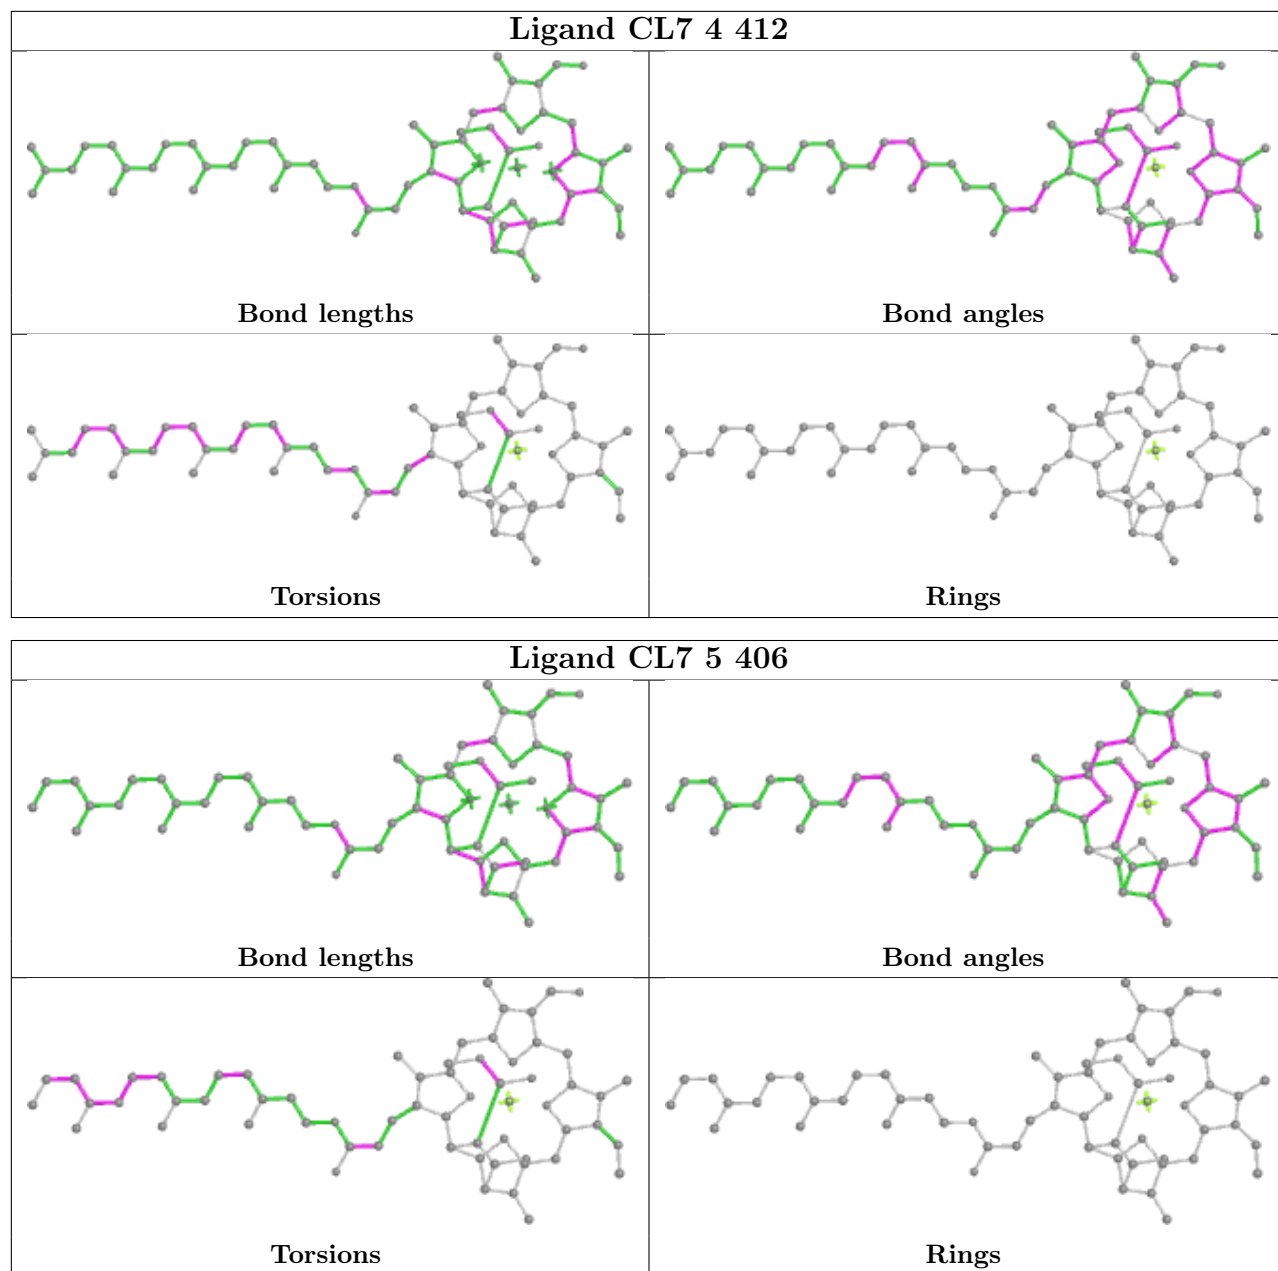 Ligand CL7 4 412
Bond lengths
Bond angles
Torsions
Rings
Ligand CL7 5 406
Bond lengths
Bond angles
Torsions
Rings